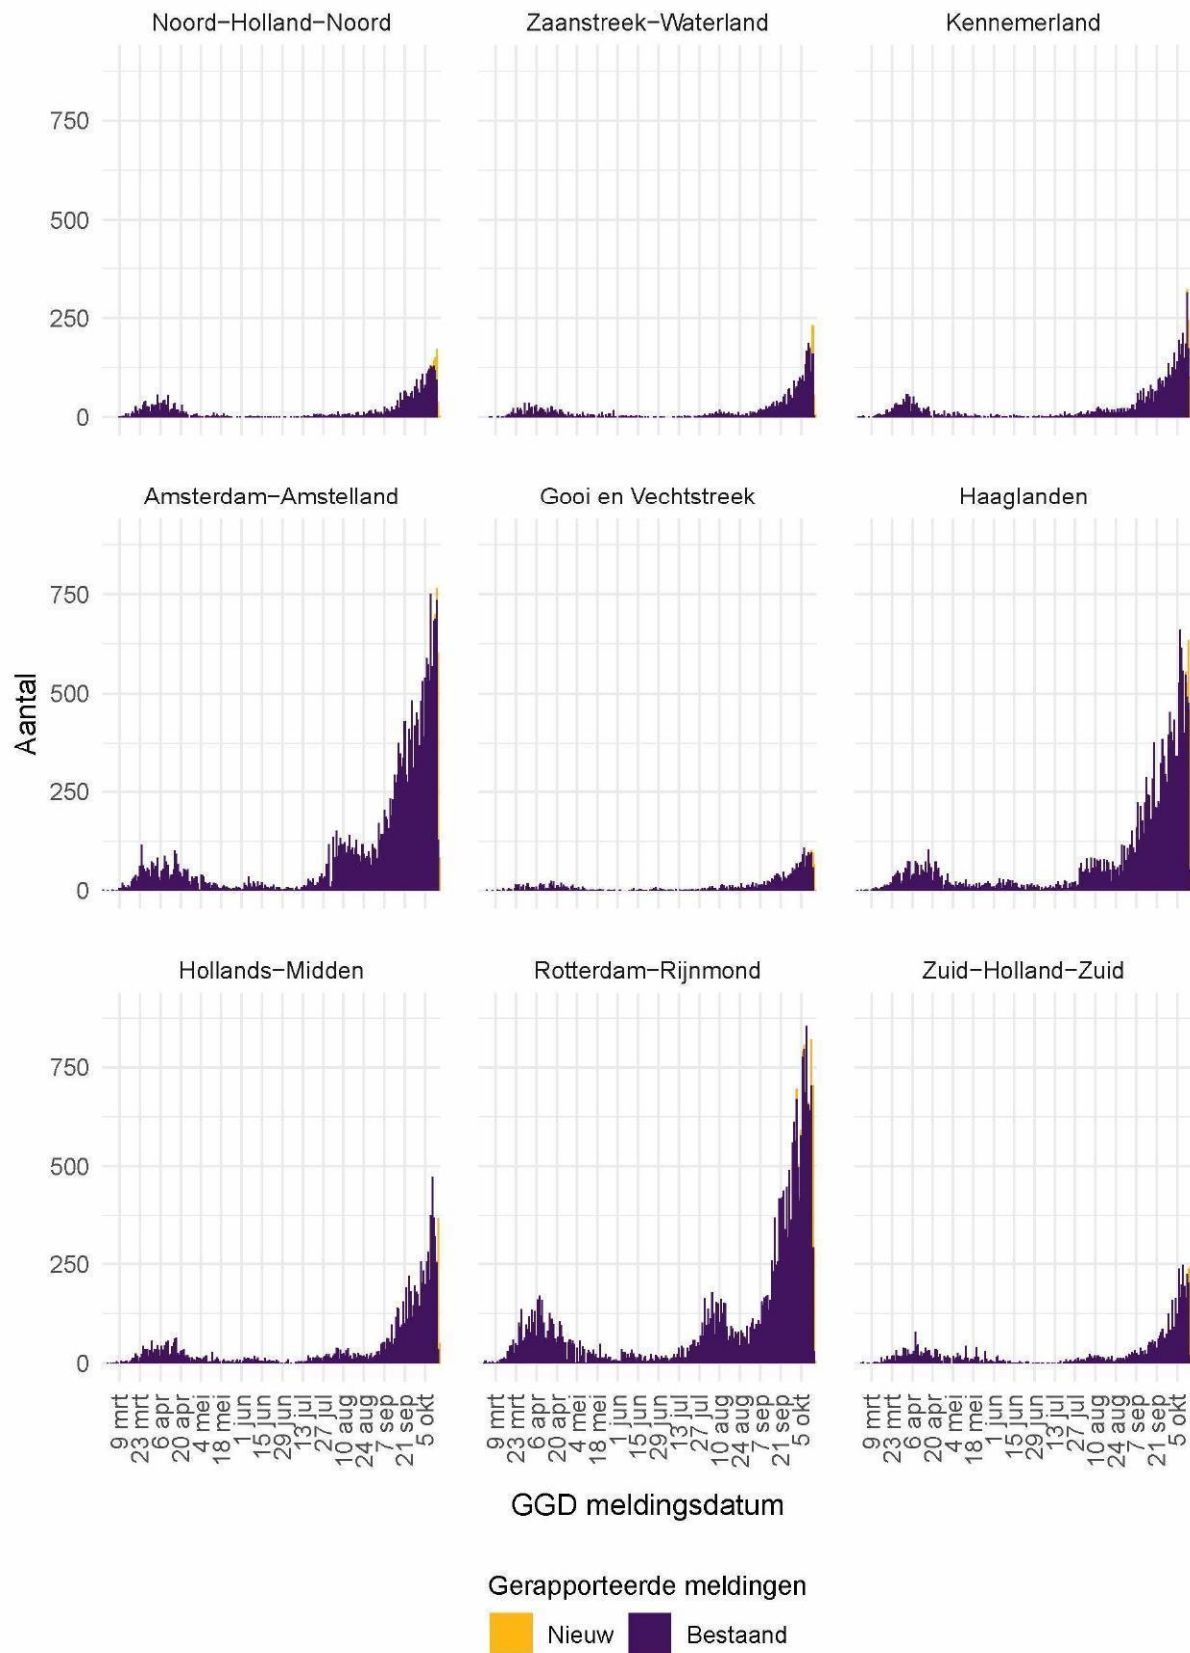 Noord-Holland-Noord
Zaanstreek-Waterland
Kennemerland
750
500
250
0
Amsterdam-Amstelland
Gooi en Vechtstreek
Haaglanden
750
500
250
0
Aantal
Hollands-Midden
Rotterdam-Rijnmond
Zuid-Holland-Zuid
750
500
250
0
9 mrt
23 mrt
6 apr
20 apr
4 mei
18 mei
1 jun
15 jun
29 jun
13 jul
27 jul
10 aug
24 aug
7 sep
21 sep
5 okt
9 mrt
23 mrt
6 apr
20 apr
4 mei
18 mei
1 jun
15 jun
29 jun
13 jul
27 jul
10 aug
24 aug
7 sep
21 sep
5 okt
9 mrt
23 mrt
6 apr
20 apr
4 mei
18 mei
1 jun
15 jun
29 jun
13 jul
27 jul
10 aug
24 aug
7 sep
21 sep
5 okt
GGD meldingsdatum
Gerapporteerde meldingen
Nieuw
Bestaand